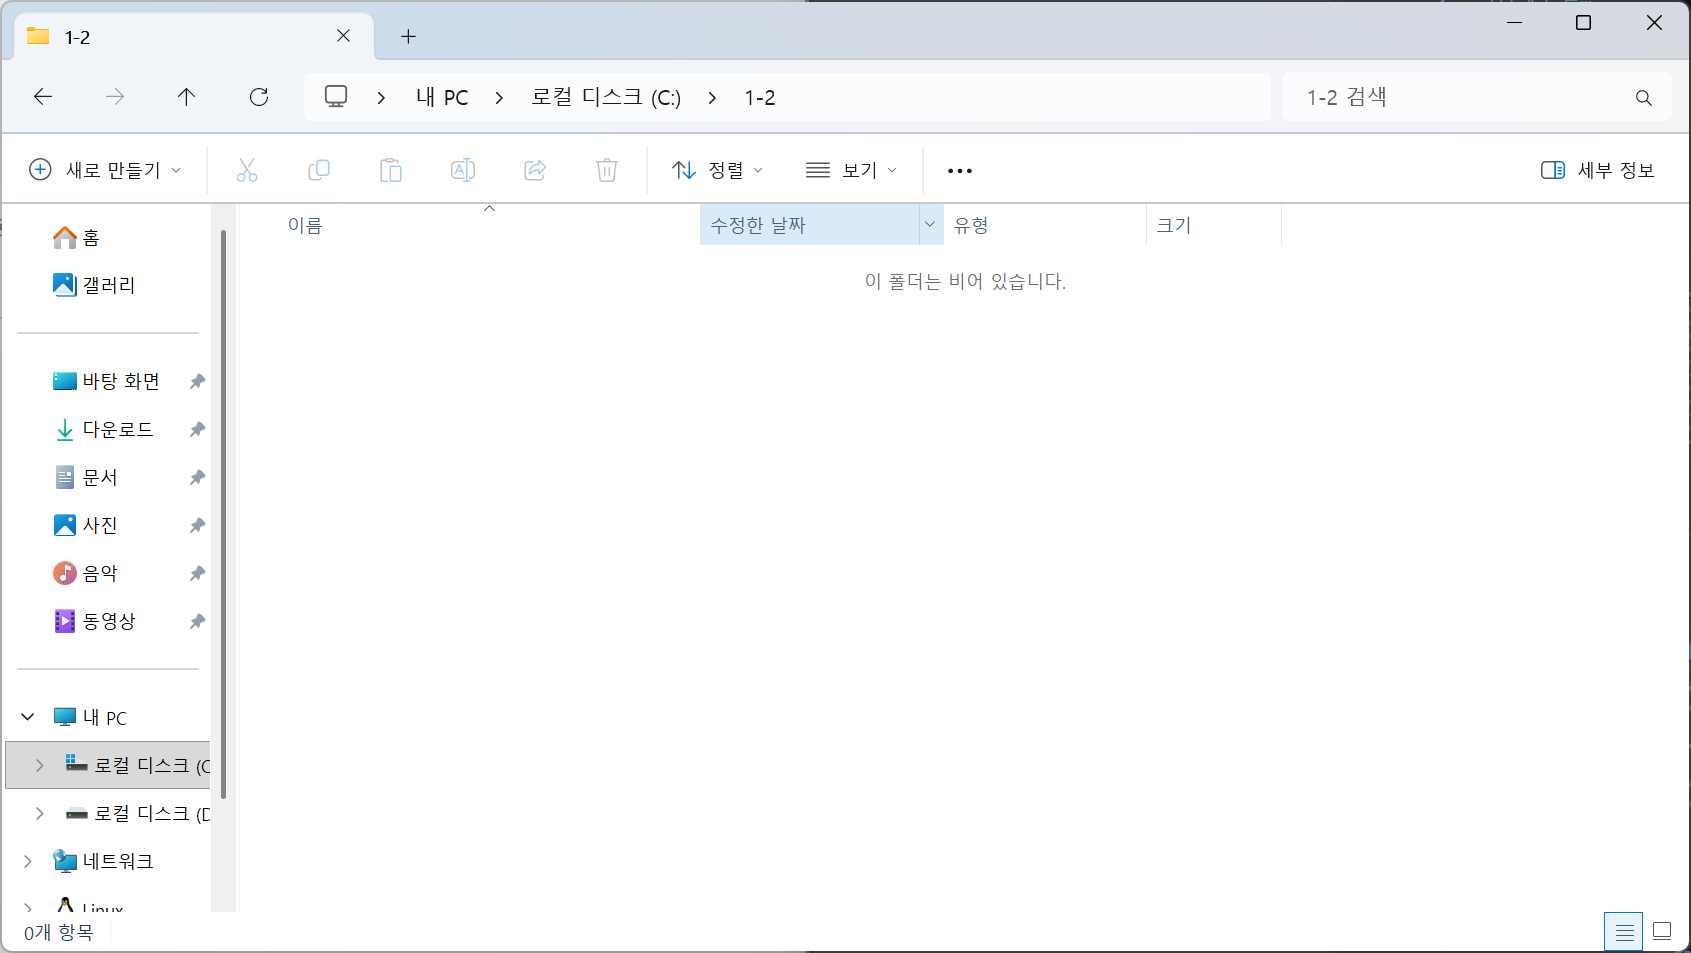 1-2
내 PC
로컬 디스크 (C:)
1-2
1-2 검색
새로 만들기
정렬
보기
세부 정보
이름
수정한 날짜
유형
크기
이 폴더는 비어 있습니다.
홈
갤러리
바탕 화면
다운로드
문서
사진
음악
동영상
내 PC
로컬 디스크 (C
로컬 디스크 (D
네트워크
Linux
0개 항목